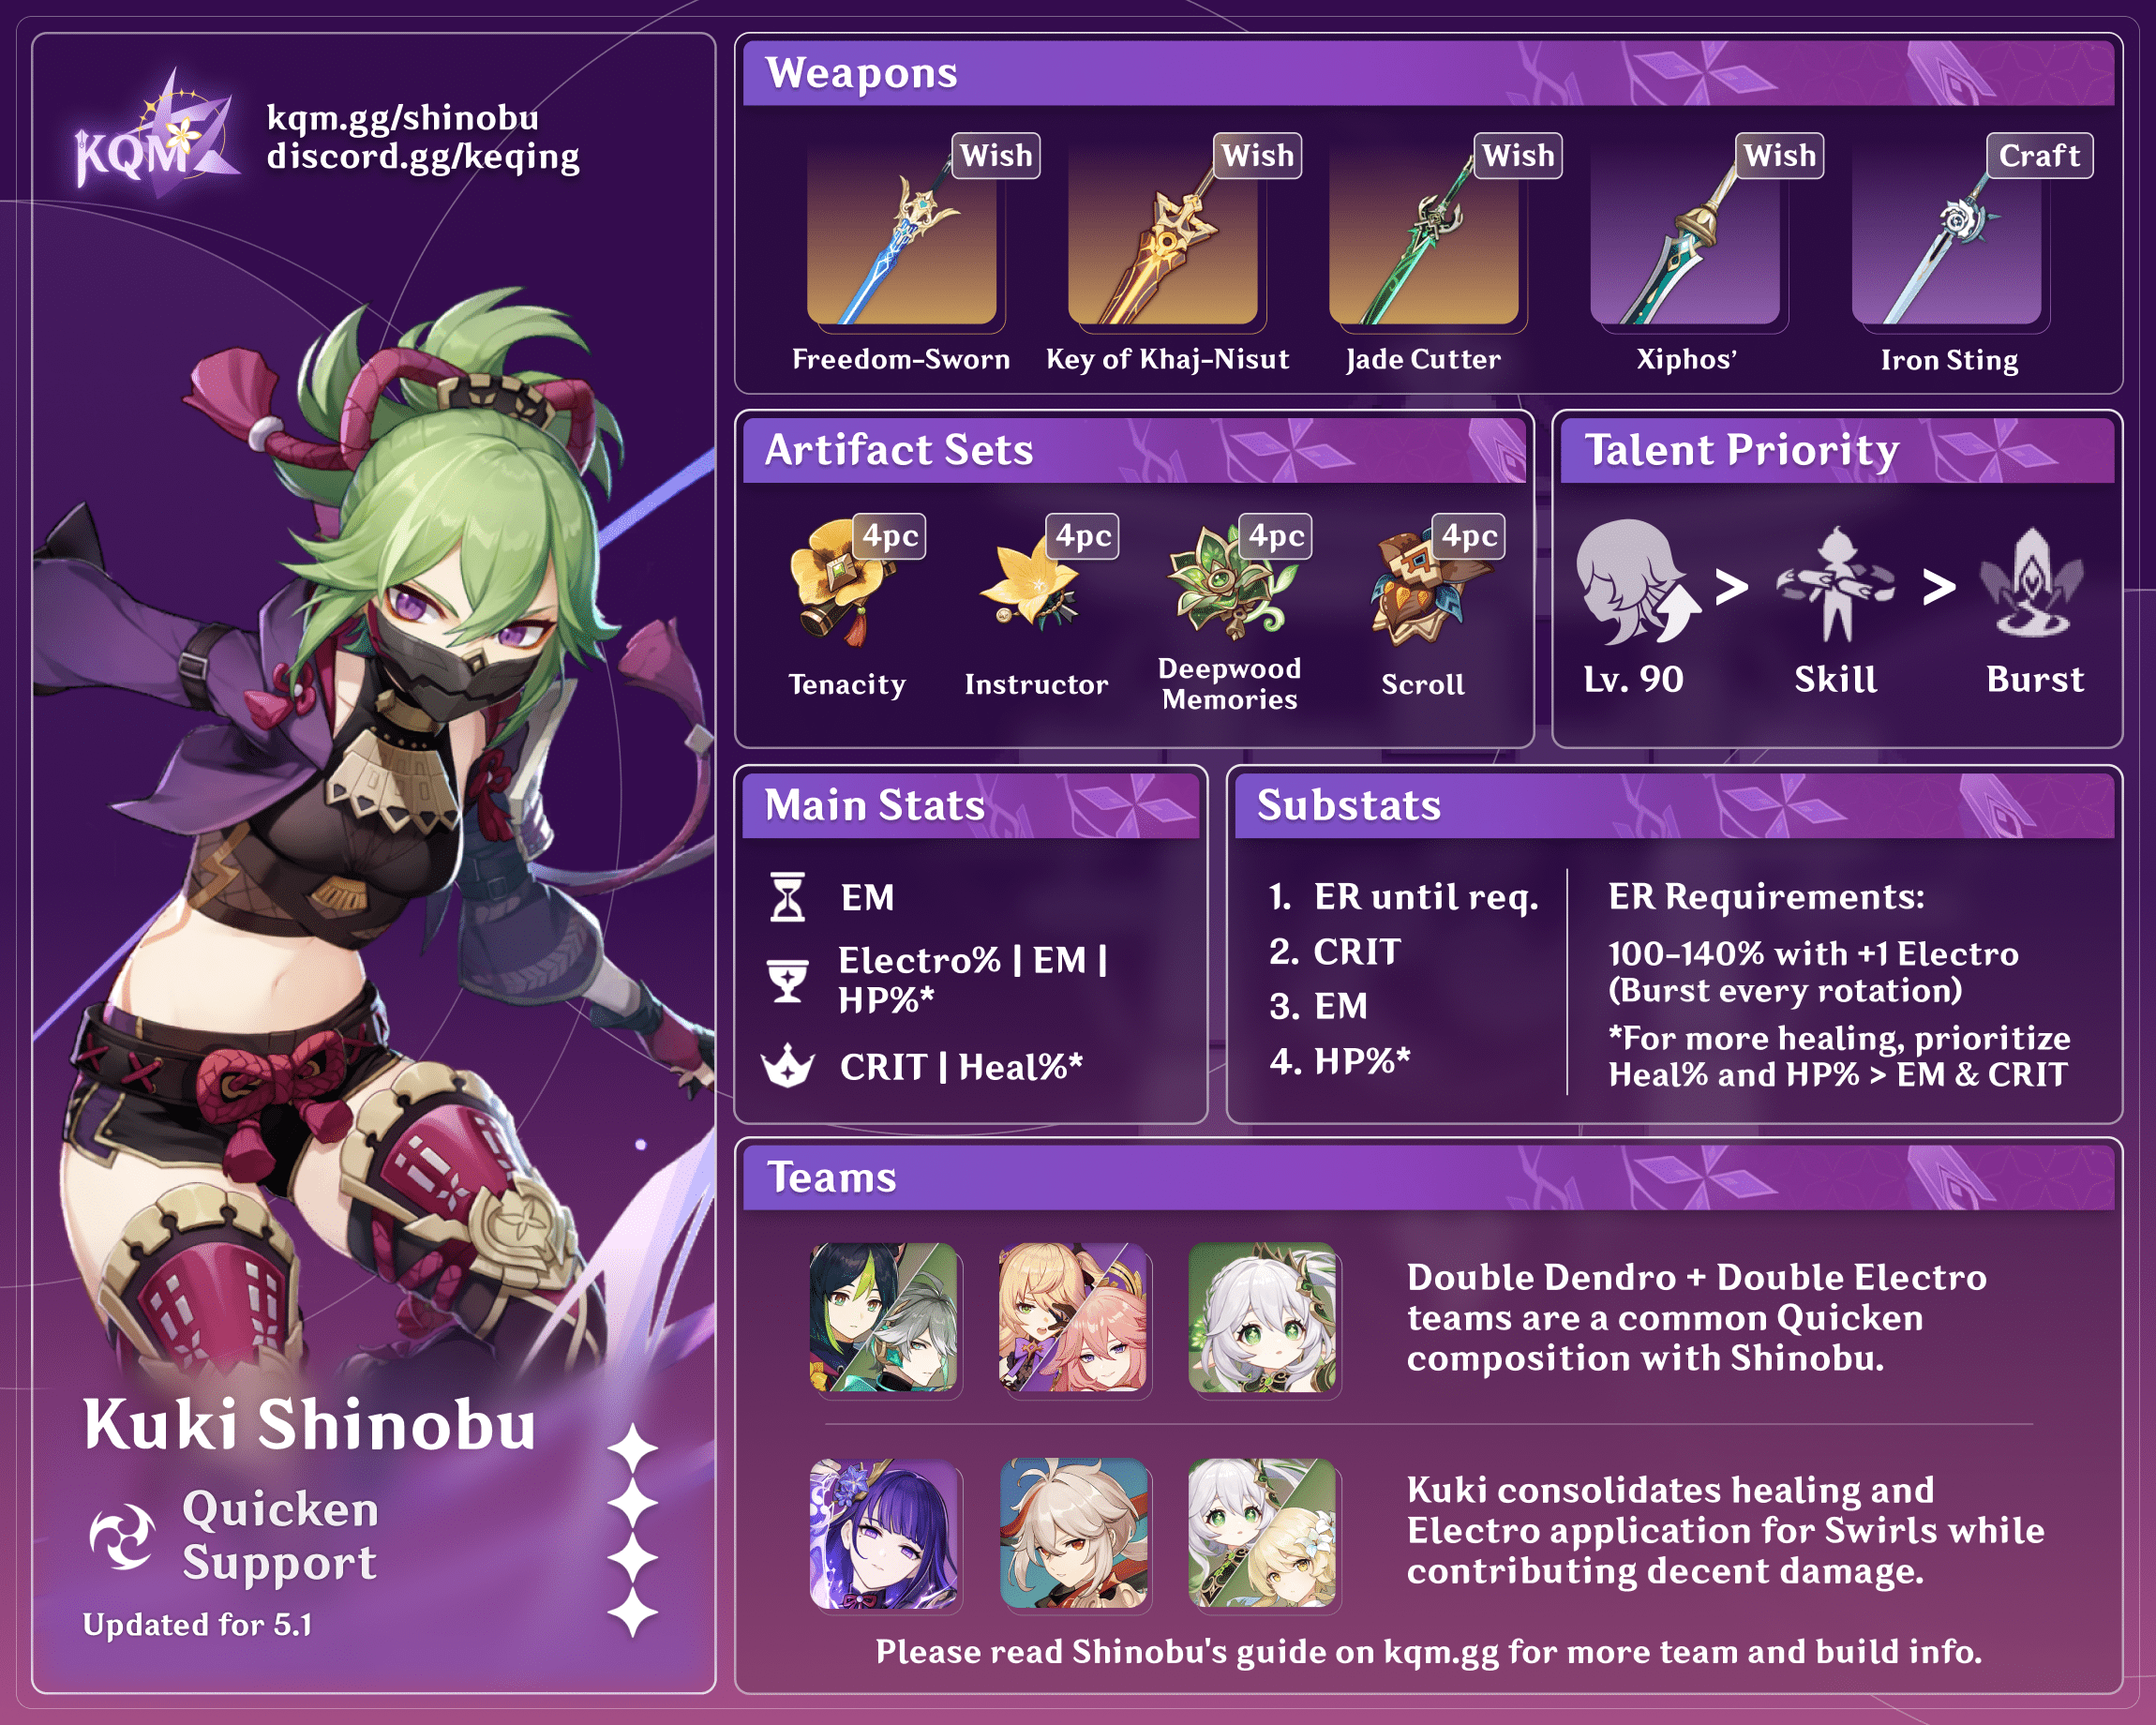 KQM
kqm.gg/shinobu
discord.gg/keqing
Kuki Shinobu
Quicken
Support
Updated for 5.1
Weapons
Wish
Wish
Wish
Wish
Craft
Freedom-Sworn
Key of Khaj-Nisut
Jade Cutter
Xiphos’
Iron Sting
Artifact Sets
4pc
4pc
4pc
4pc
Tenacity
Instructor
Deepwood
Memories
Scroll
Talent Priority
> >
Lv. 90
Skill
Burst
Main Stats
EM
Electro% | EM |
HP%*
CRIT | Heal%*
Substats
1. ER until req.
2. CRIT
3. EM
4. HP%*
ER Requirements:
100-140% with +1 Electro
(Burst every rotation)
*For more healing, prioritize
Heal% and HP% > EM & CRIT
Teams
Double Dendro + Double Electro
teams are a common Quicken
composition with Shinobu.
Kuki consolidates healing and
Electro application for Swirls while
contributing decent damage.
Please read Shinobu's guide on kqm.gg for more team and build info.